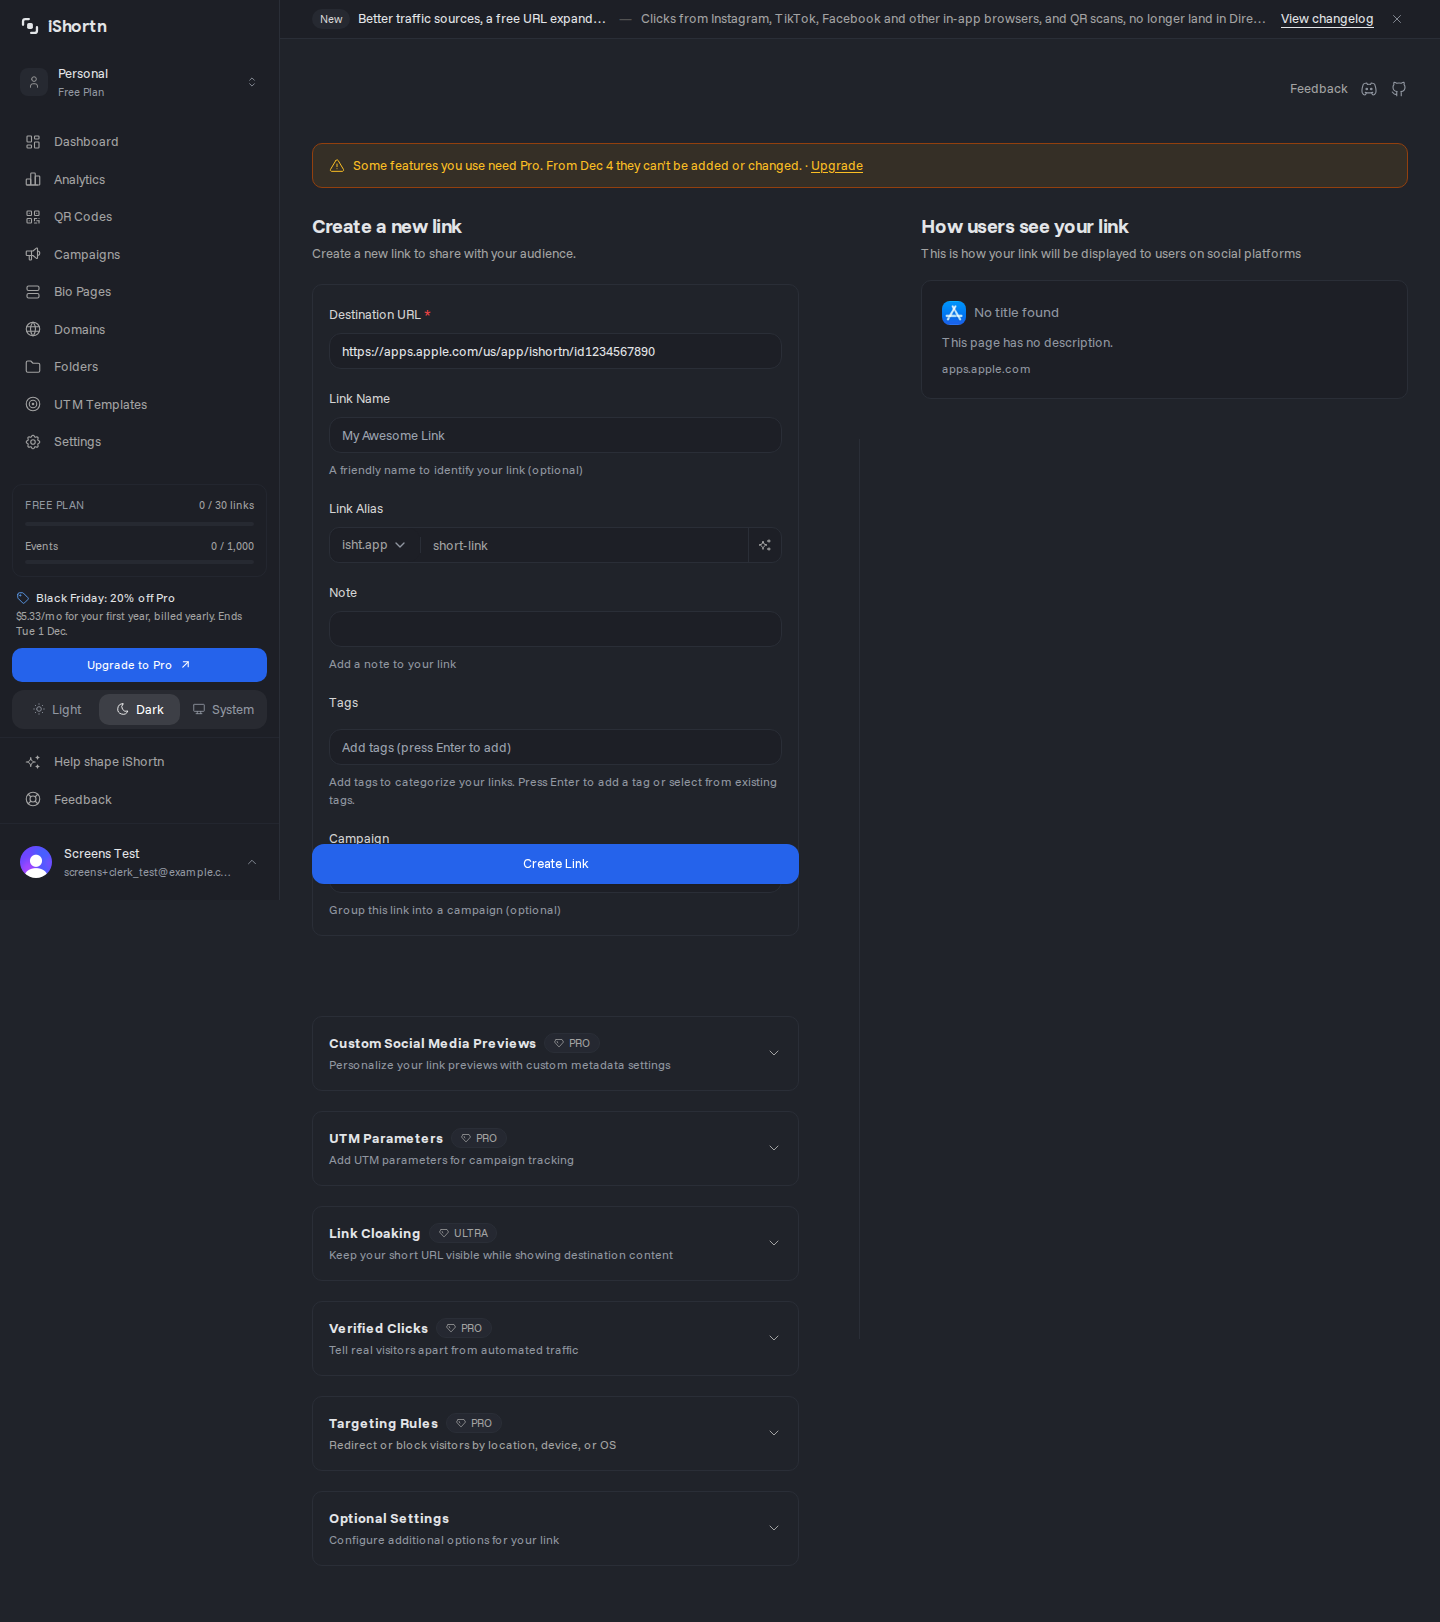 iShortn
Personal
Free Plan
Dashboard
Analytics
QR Codes
Campaigns
Bio Pages
Domains
Folders
UTM Templates
Settings
FREE PLAN 0 / 30 links
Events 0 / 1,000
Black Friday: 20% off Pro
$5.33/mo for your first year, billed yearly. Ends
Tue 1 Dec.
Upgrade to Pro
Light Dark System
Help shape iShortn
Feedback
Screens Test
screens+clerk_test@example.c...
New Better traffic sources, a free URL expand... — Clicks from Instagram, TikTok, Facebook and other in-app browsers, and QR scans, no longer land in Dire... View changelog
Feedback
Some features you use need Pro. From Dec 4 they can't be added or changed. · Upgrade
Create a new link
Create a new link to share with your audience.
Destination URL *
https://apps.apple.com/us/app/ishortn/id1234567890
Link Name
My Awesome Link
A friendly name to identify your link (optional)
Link Alias
isht.app short-link
Note
Add a note to your link
Tags
Add tags (press Enter to add)
Add tags to categorize your links. Press Enter to add a tag or select from existing
tags.
Campaign
Create Link
Group this link into a campaign (optional)
Custom Social Media Previews PRO
Personalize your link previews with custom metadata settings
UTM Parameters PRO
Add UTM parameters for campaign tracking
Link Cloaking ULTRA
Keep your short URL visible while showing destination content
Verified Clicks PRO
Tell real visitors apart from automated traffic
Targeting Rules PRO
Redirect or block visitors by location, device, or OS
Optional Settings
Configure additional options for your link
How users see your link
This is how your link will be displayed to users on social platforms
No title found
This page has no description.
apps.apple.com